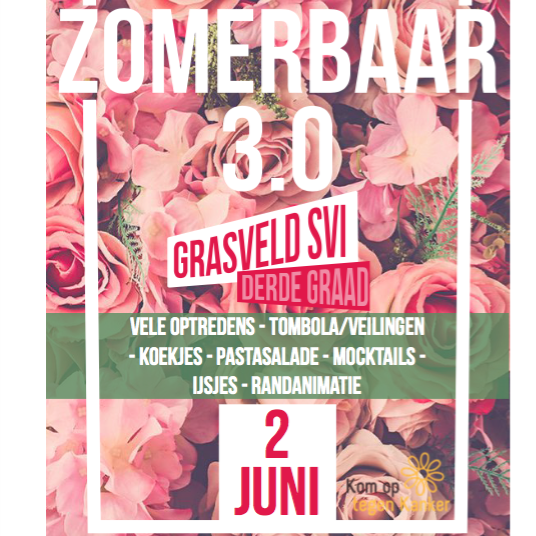 ZOMERBAAR
3.0
GRASVELD SVI
DERDE GRAAD
VELE OPTREDENS - TOMBOLA/VEILINGEN
- KOEKJES - PASTASALADE - MOCKTAILS -
IJSJES - RANDANIMATIE
2
JUNI
Kom op
tegen Kanker